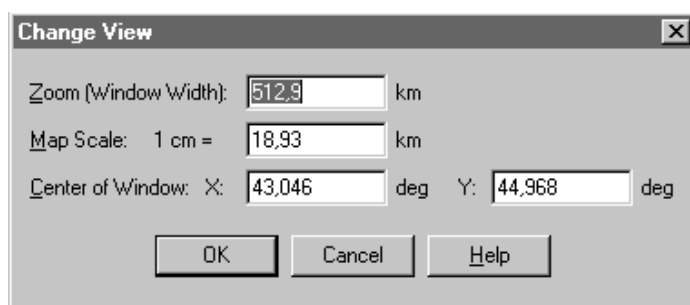 Change View
Zoom (Window Width): 512,9 km
Map Scale: 1 cm = 18,93 km
Center of Window: X: 43,046 deg Y: 44,968 deg
OK Cancel Help